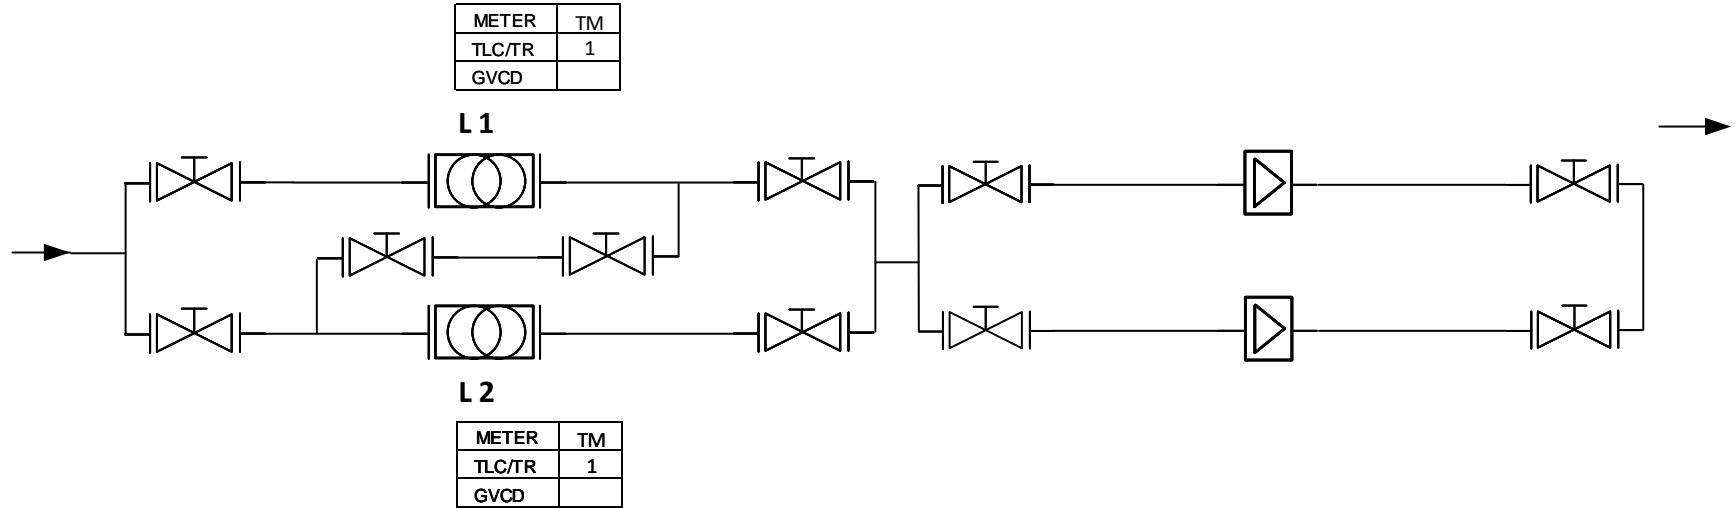 METER TM
TLC/TR 1
GVCD
L 1
L 2
METER TM
TLC/TR 1
GVCD